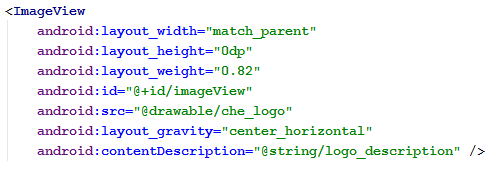 <ImageView
android:layout_width="match_parent"
android:layout_height="0dp"
android:layout_weight="0.82"
android:id="@+id/imageView"
android:src="@drawable/che_logo"
android:layout_gravity="center_horizontal"
android:contentDescription="@string/logo_description" />